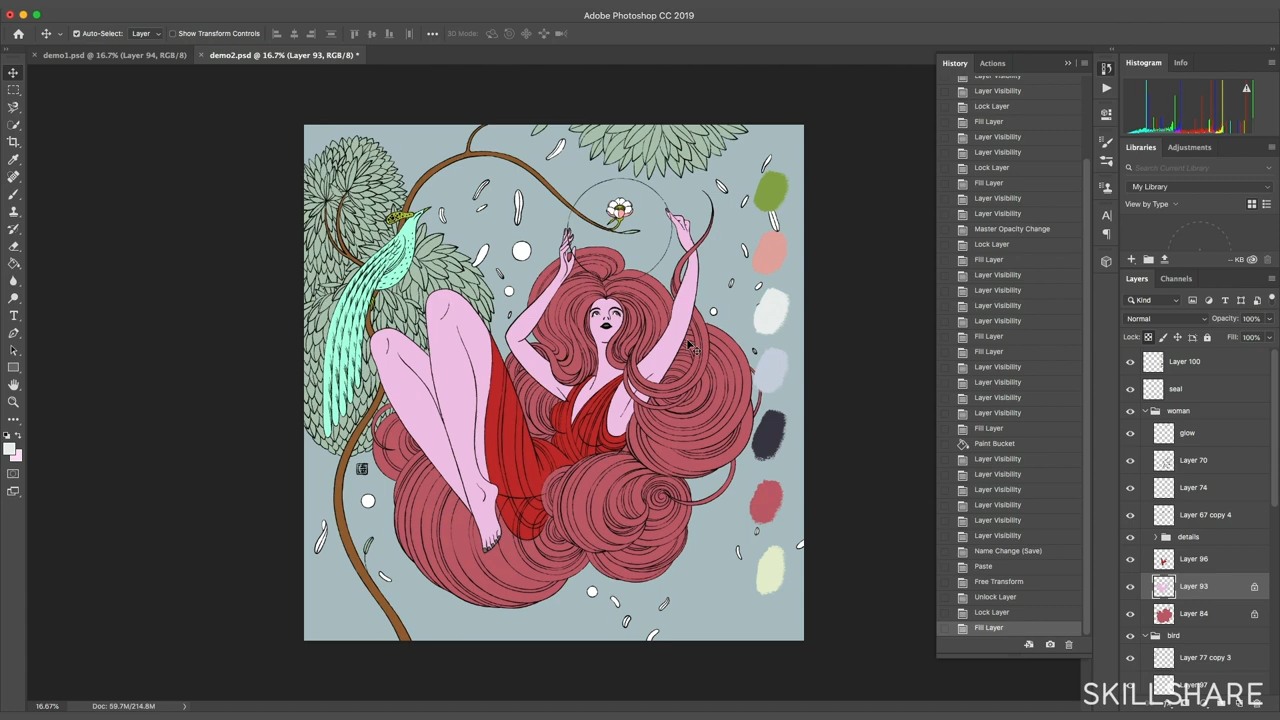 Adobe Photoshop CC 2019
Auto-Select: Layer Show Transform Controls 3D Mode:
demo1.psd @ 16.7% (Layer 94, RGB/8) demo2.psd @ 16.7% (Layer 93, RGB/8) *
History Actions
Layer Visibility
Layer Visibility
Lock Layer
Fill Layer
Layer Visibility
Layer Visibility
Lock Layer
Fill Layer
Layer Visibility
Layer Visibility
Master Opacity Change
Lock Layer
Fill Layer
Layer Visibility
Layer Visibility
Layer Visibility
Layer Visibility
Fill Layer
Fill Layer
Layer Visibility
Layer Visibility
Layer Visibility
Layer Visibility
Fill Layer
Paint Bucket
Layer Visibility
Layer Visibility
Layer Visibility
Layer Visibility
Layer Visibility
Layer Visibility
Name Change (Save)
Paste
Free Transform
Unlock Layer
Lock Layer
Fill Layer
Histogram Info
Libraries Adjustments
Search Current Library
My Library
View by Type
-- KB
Layers Channels
Kind
Normal Opacity: 100%
Lock: Fill: 100%
Layer 100
seal
woman
glow
Layer 70
Layer 74
Layer 67 copy 4
details
Layer 96
Layer 93
Layer 84
bird
Layer 77 copy 3
16.67% Doc: 59.7M/214.8M
SKILLSHARE